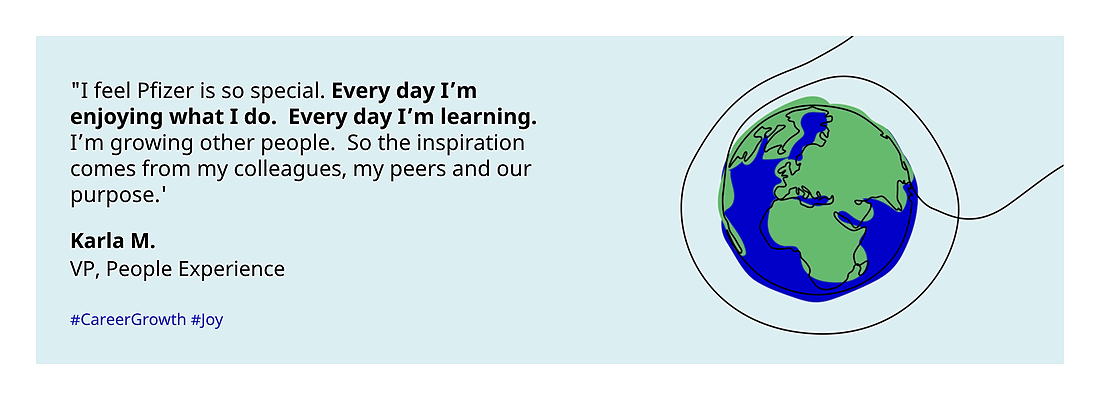 "I feel Pfizer is so special. Every day I’m
enjoying what I do.  Every day I’m learning.
I’m growing other people.  So the inspiration
comes from my colleagues, my peers and our
purpose.'
Karla M.
VP, People Experience
#CareerGrowth #Joy